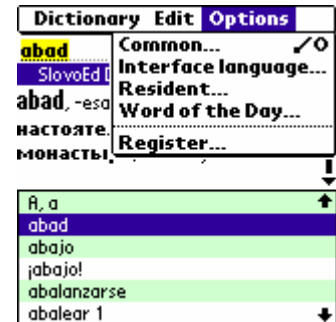 Dictionary Edit Options
abad
Common... /O
SlovoEd
Interface language...
Resident...
abad, -esa
Word of the Day...
настояте
Register...
монасты
A, a
abad
abajo
¡abajo!
abalanzarse
abalear 1